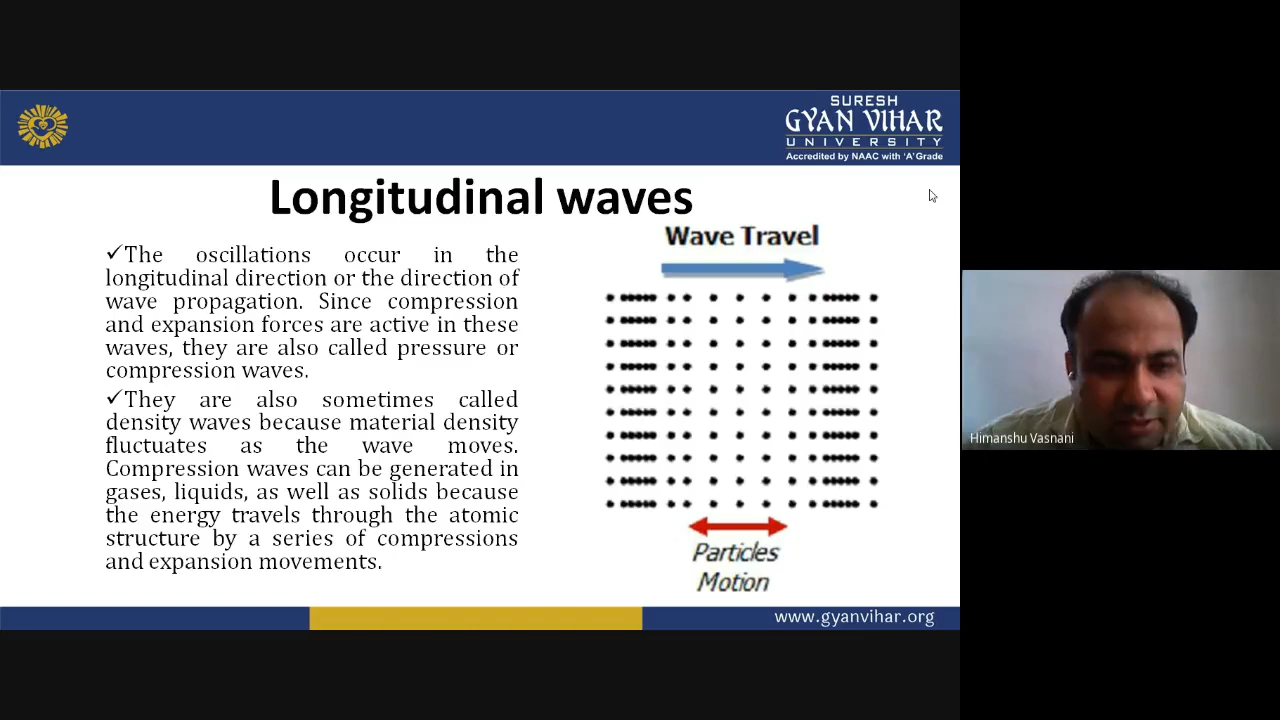 SURESH
GYAN VIHAR
UNIVERSITY
Accredited by NAAC with 'A' Grade
Longitudinal waves
✓The oscillations occur in the
longitudinal direction or the direction of
wave propagation. Since compression
and expansion forces are active in these
waves, they are also called pressure or
compression waves.
✓They are also sometimes called
density waves because material density
fluctuates as the wave moves.
Compression waves can be generated in
gases, liquids, as well as solids because
the energy travels through the atomic
structure by a series of compressions
and expansion movements.
Wave Travel
Particles
Motion
www.gyanvihar.org
Himanshu Vasnani